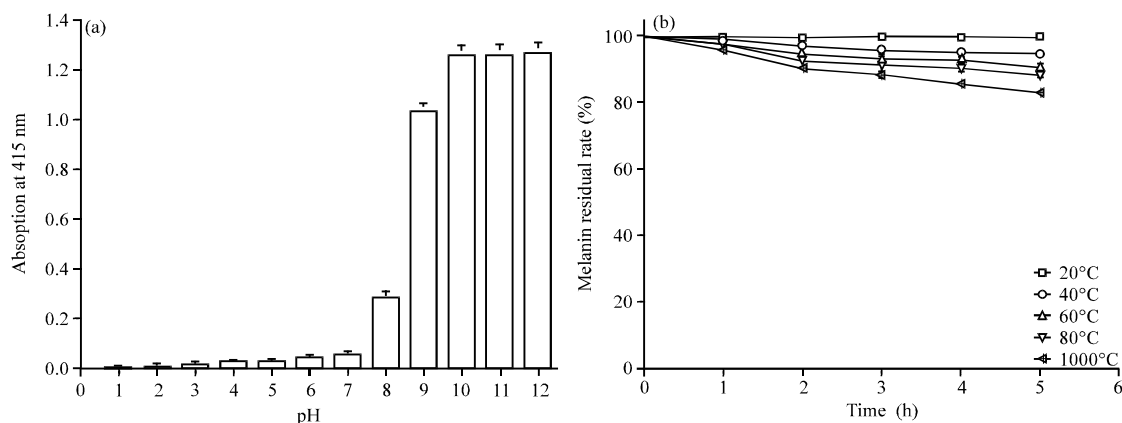 (a)
Absoption at 415 nm
1.4
1.2
1.0
0.8
0.6
0.4
0.2
0.0
0 1 2 3 4 5 6 7 8 9 10 11 12
pH
(b)
Melanin residual rate (%)
100
80
60
40
20
0
0 1 2 3 4 5 6
Time (h)
20°C
40°C
60°C
80°C
1000°C